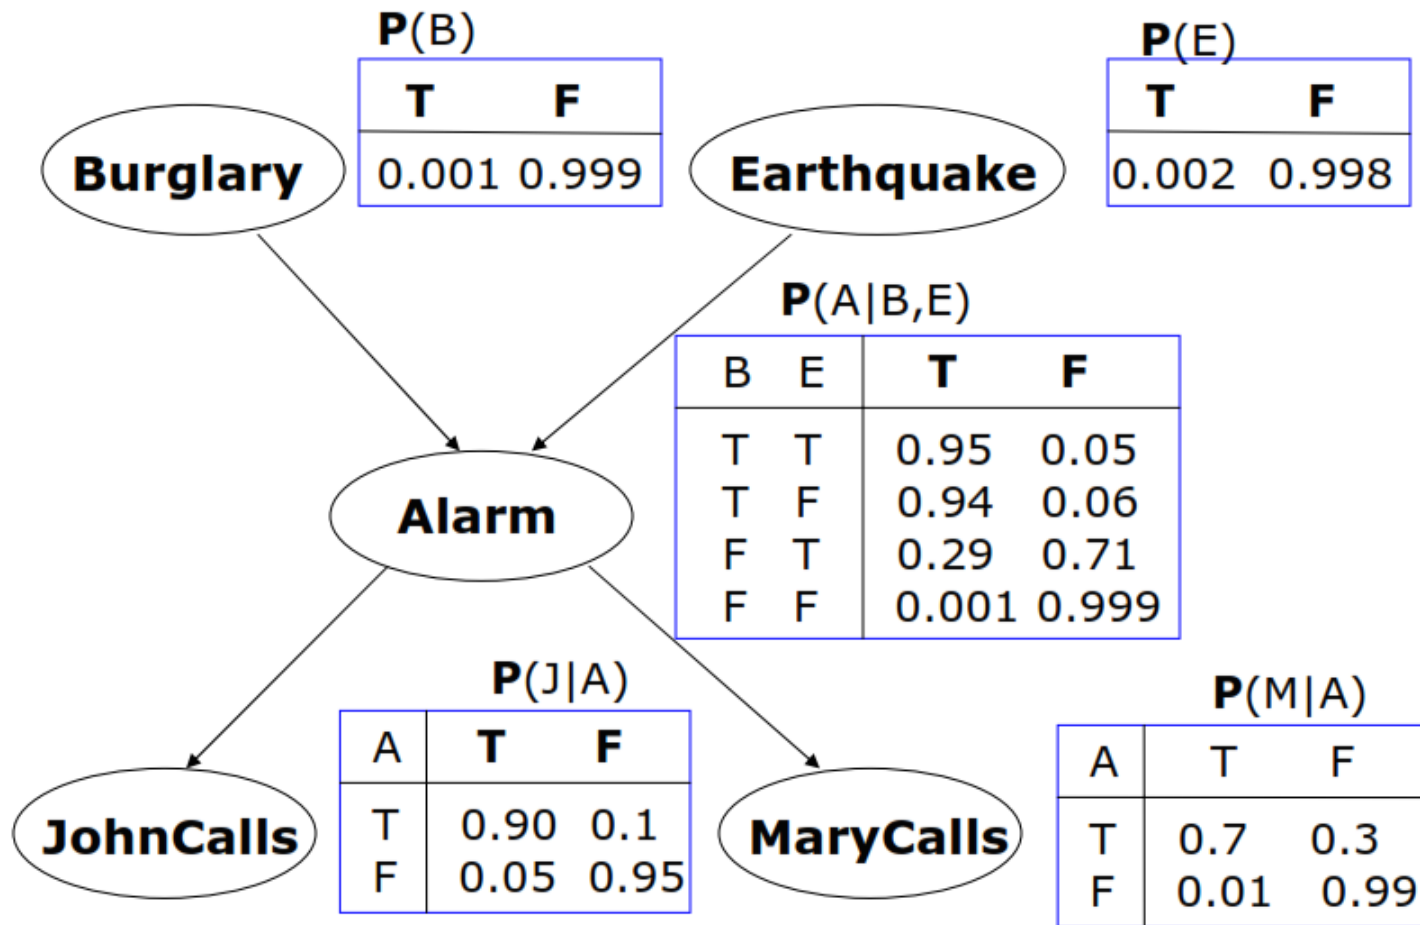 P(B)
T F
0.001 0.999
Burglary
P(E)
T F
0.002 0.998
Earthquake
P(A|B,E)
B E T F
T T 0.95 0.05
T F 0.94 0.06
F T 0.29 0.71
F F 0.001 0.999
Alarm
P(J|A)
A T F
T 0.90 0.1
F 0.05 0.95
JohnCalls
P(M|A)
A T F
T 0.7 0.3
F 0.01 0.99
MaryCalls